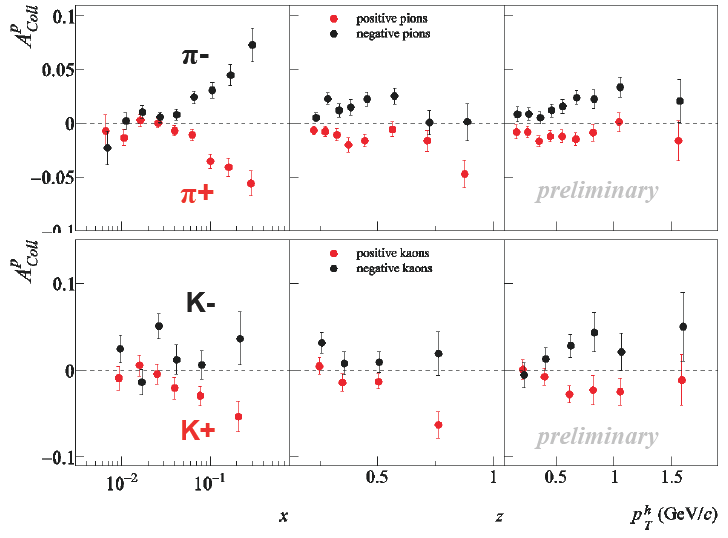 A^p_Coll
0.1
0.05
0
−0.05
−0.1
π-
π+
positive pions
negative pions
preliminary
A^p_Coll
0.1
0
−0.1
K-
K+
positive kaons
negative kaons
preliminary
10^−2
10^−1
0.5
1
0.5
1
1.5
x
z
p^h_T (GeV/c)